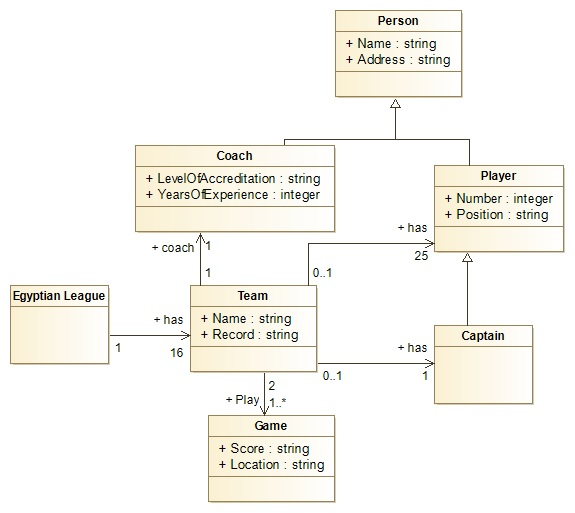 Person
+ Name : string
+ Address : string
Coach
+ LevelOfAccreditation : string
+ YearsOfExperience : integer
Player
+ Number : integer
+ Position : string
+ coach
1
1
+ has
25
0..1
Egyptian League
+ has
1
16
Team
+ Name : string
+ Record : string
Captain
+ has
0..1
1
2
+ Play
1..*
Game
+ Score : string
+ Location : string